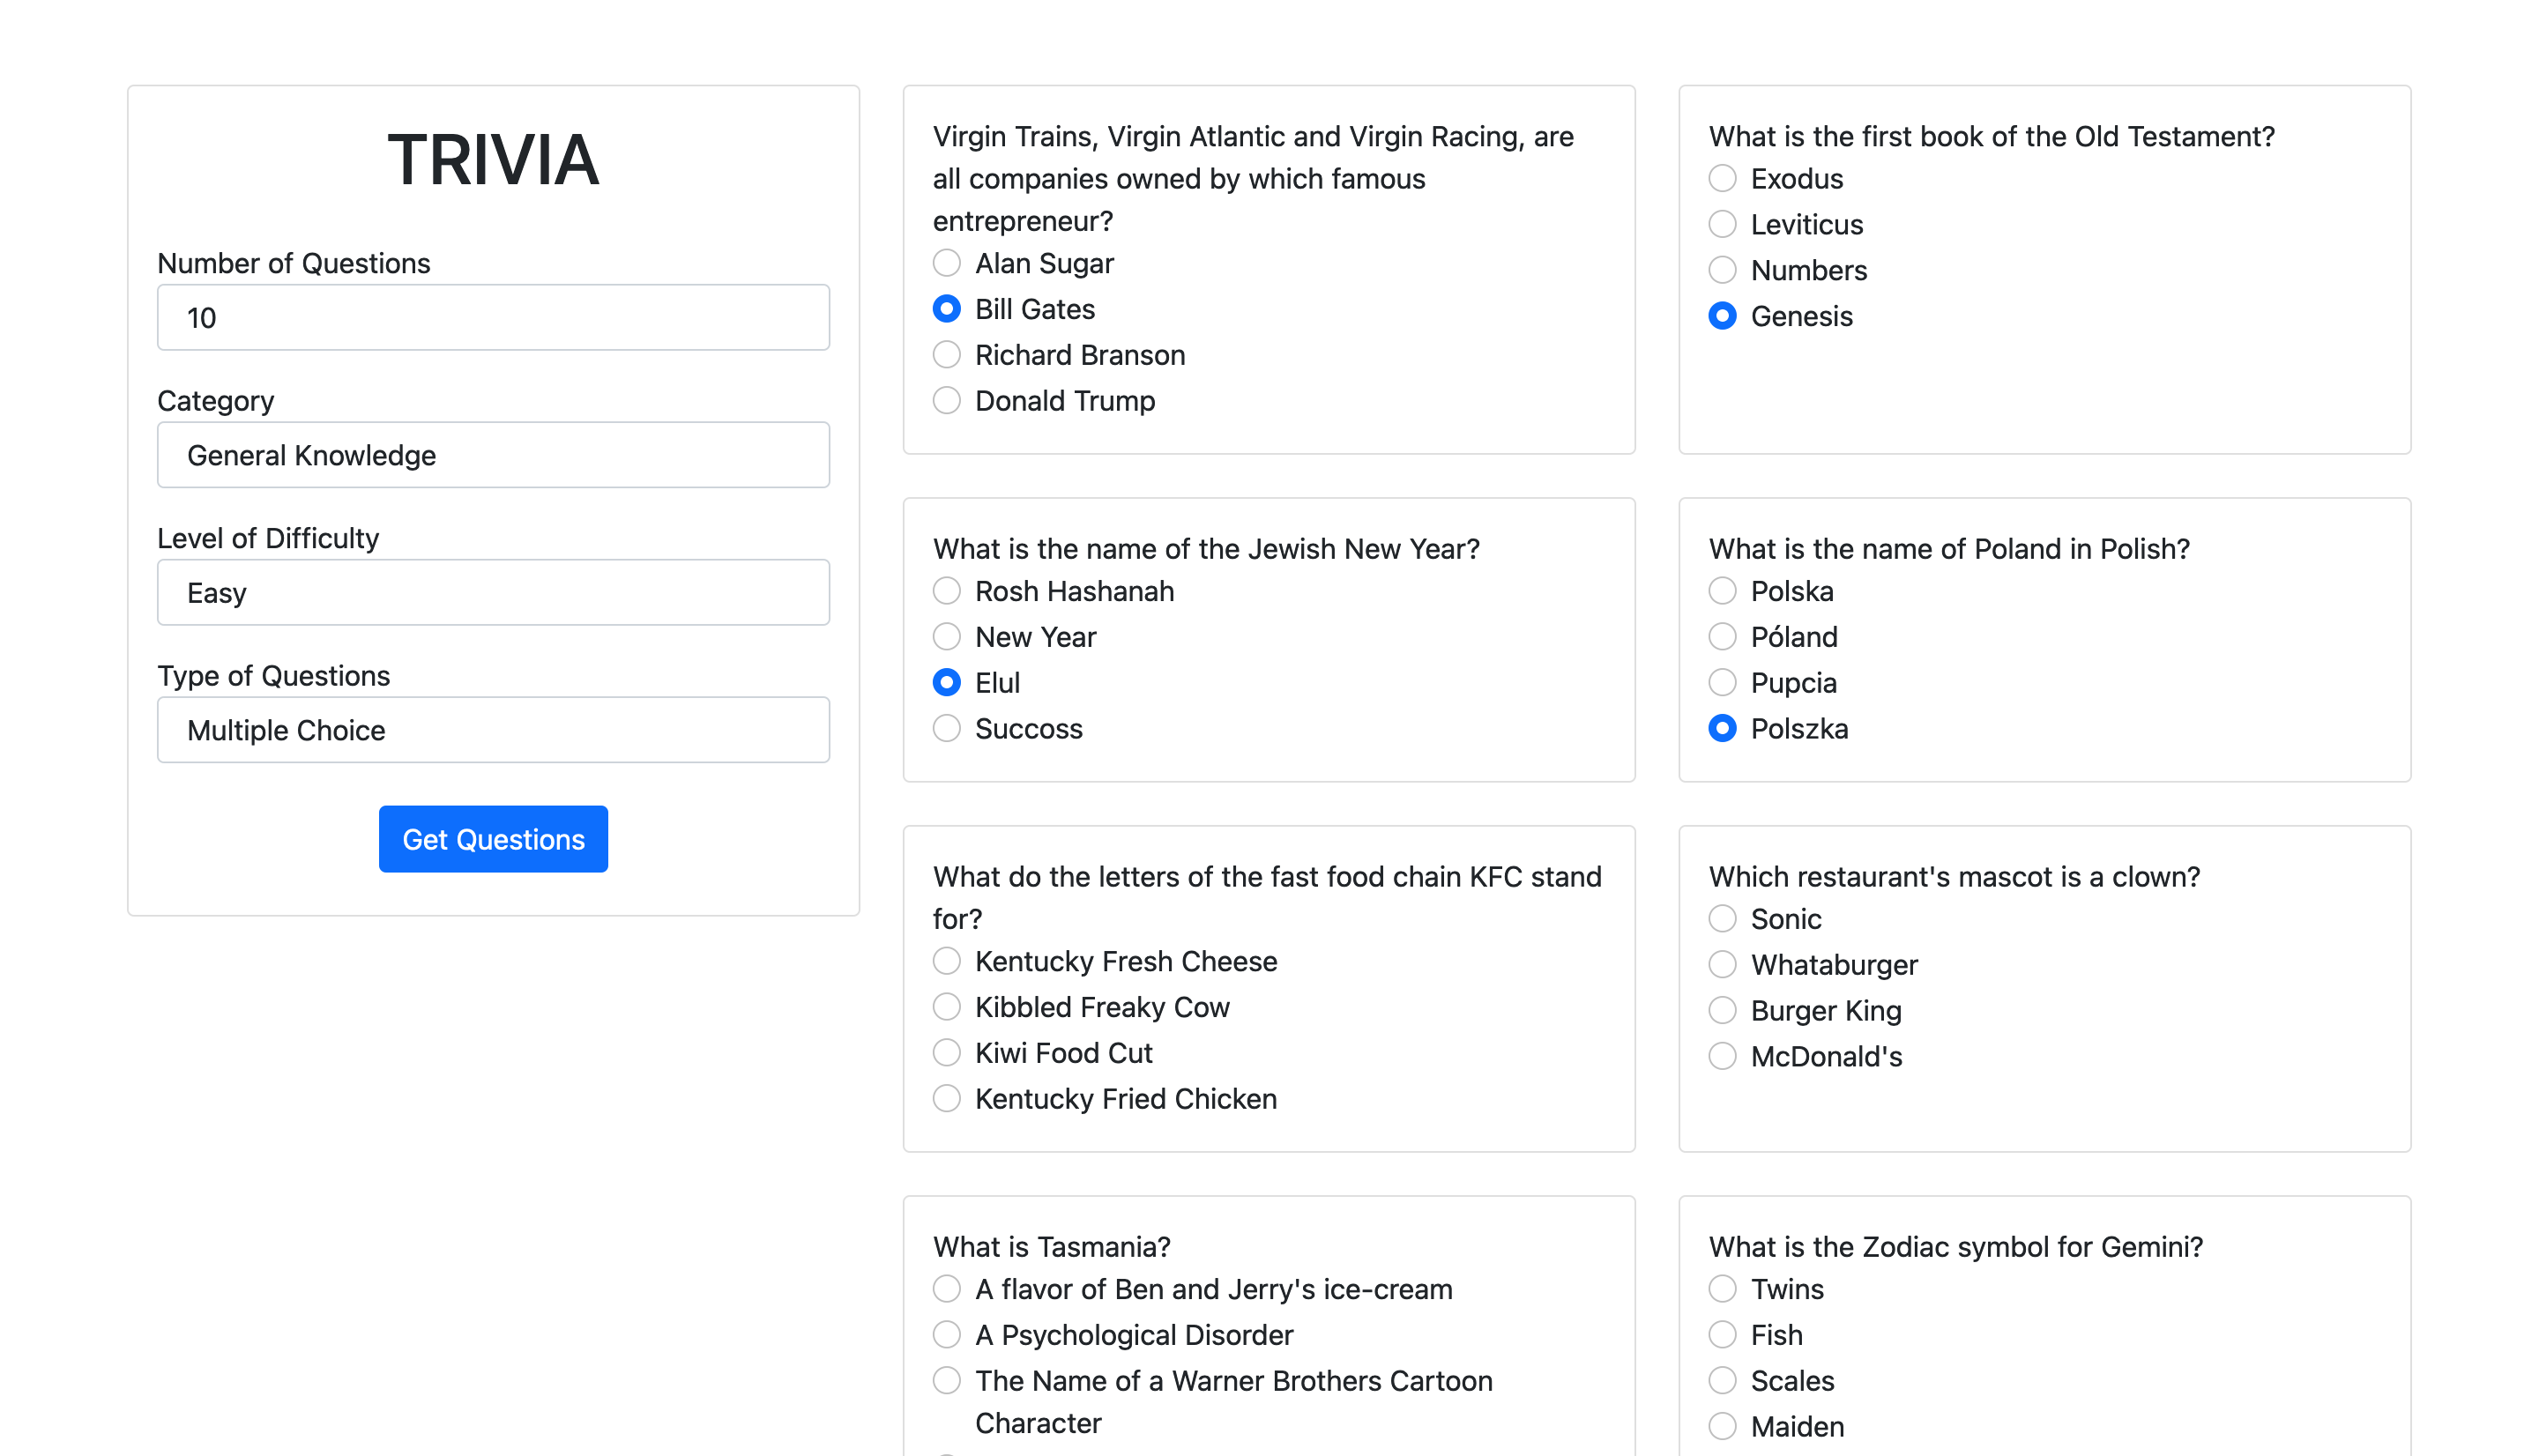 TRIVIA
Number of Questions
10
Category
General Knowledge
Level of Difficulty
Easy
Type of Questions
Multiple Choice
Get Questions
Virgin Trains, Virgin Atlantic and Virgin Racing, are
all companies owned by which famous
entrepreneur?
Alan Sugar
Bill Gates
Richard Branson
Donald Trump
What is the first book of the Old Testament?
Exodus
Leviticus
Numbers
Genesis
What is the name of the Jewish New Year?
Rosh Hashanah
New Year
Elul
Succoss
What is the name of Poland in Polish?
Polska
Póland
Pupcia
Polszka
What do the letters of the fast food chain KFC stand
for?
Kentucky Fresh Cheese
Kibbled Freaky Cow
Kiwi Food Cut
Kentucky Fried Chicken
Which restaurant's mascot is a clown?
Sonic
Whataburger
Burger King
McDonald's
What is Tasmania?
A flavor of Ben and Jerry's ice-cream
A Psychological Disorder
The Name of a Warner Brothers Cartoon
Character
What is the Zodiac symbol for Gemini?
Twins
Fish
Scales
Maiden